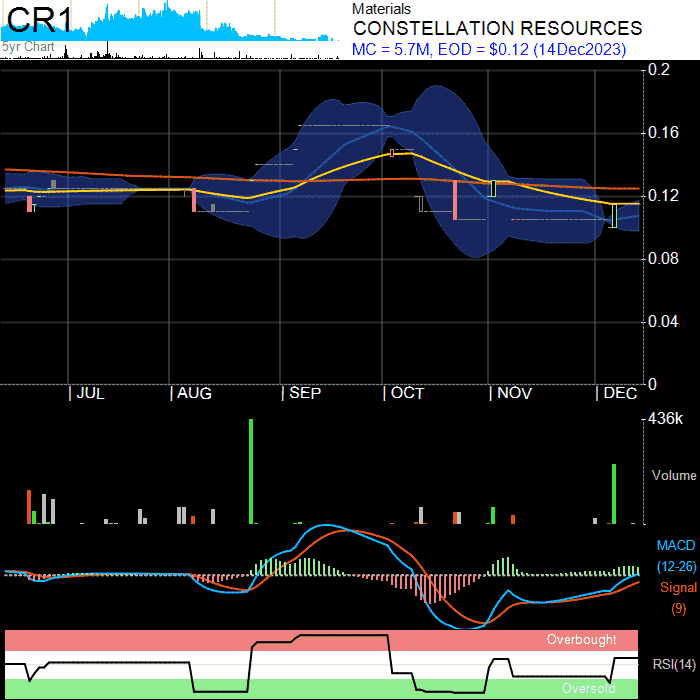 CR1
5yr Chart
Materials
CONSTELLATION RESOURCES
MC = 5.7M, EOD = $0.12 (14Dec2023)
0.2
0.16
0.12
0.08
0.04
0
JUL AUG SEP OCT NOV DEC
436k
Volume
MACD
(12-26)
Signal
(9)
Overbought
RSI(14)
Oversold